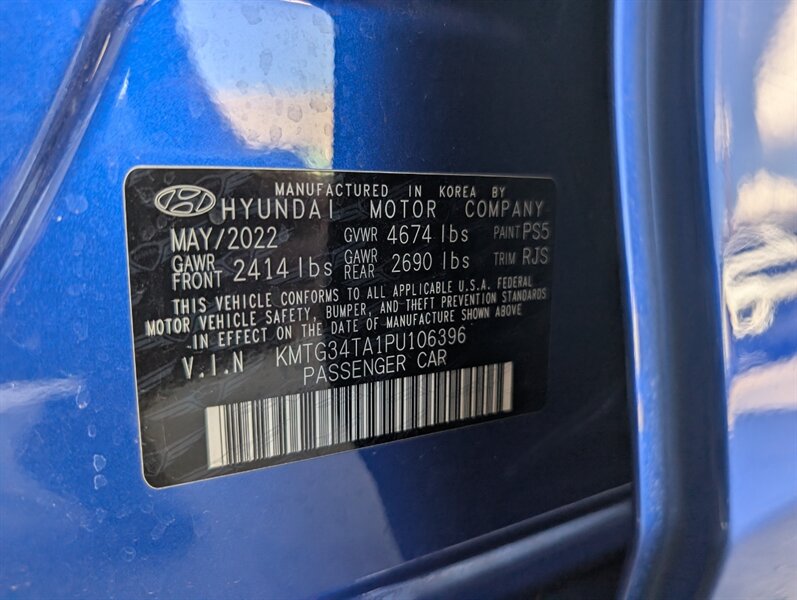 MANUFACTURED IN KOREA BY
HYUNDAI MOTOR COMPANY
MAY/2022 GVWR 4674 lbs PAINT PS5
GAWR FRONT 2414 lbs GAWR REAR 2690 lbs TRIM RJS
THIS VEHICLE CONFORMS TO ALL APPLICABLE U.S.A. FEDERAL
MOTOR VEHICLE SAFETY, BUMPER, AND THEFT PREVENTION STANDARDS
IN EFFECT ON THE DATE OF MANUFACTURE SHOWN ABOVE
V.I.N KMTG34TA1PU106396
PASSENGER CAR